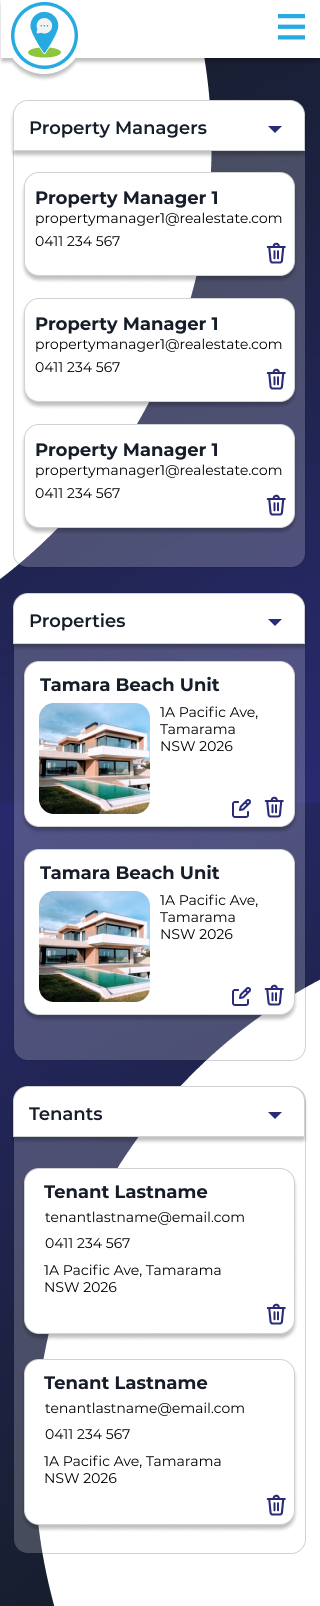 Property Managers
Property Manager 1
propertymanager1@realestate.com
0411 234 567
Property Manager 1
propertymanager1@realestate.com
0411 234 567
Property Manager 1
propertymanager1@realestate.com
0411 234 567
Properties
Tamara Beach Unit
1A Pacific Ave,
Tamarama
NSW 2026
Tamara Beach Unit
1A Pacific Ave,
Tamarama
NSW 2026
Tenants
Tenant Lastname
tenantlastname@email.com
0411 234 567
1A Pacific Ave, Tamarama
NSW 2026
Tenant Lastname
tenantlastname@email.com
0411 234 567
1A Pacific Ave, Tamarama
NSW 2026